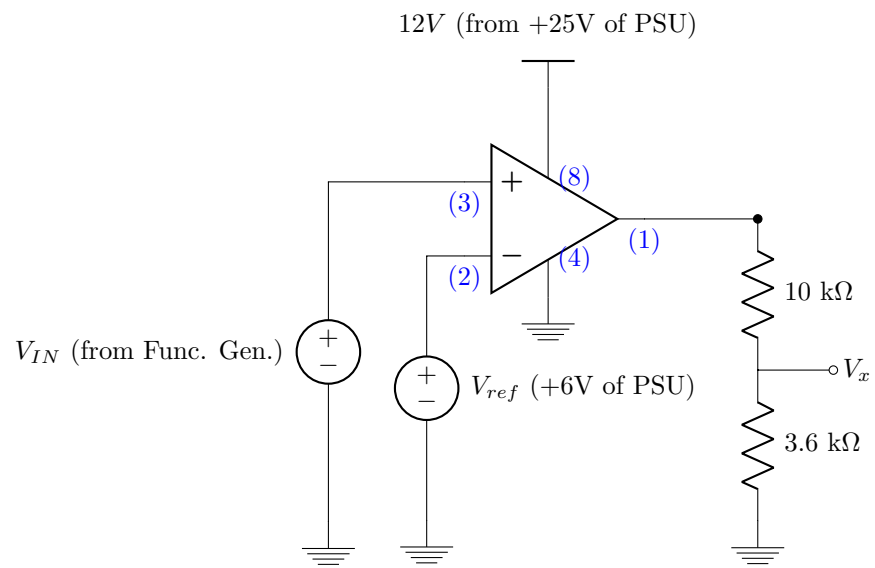 12V (from +25V of PSU)
+
(8)
(3)
(1)
−
(4)
(2)
10 kΩ
V_IN (from Func. Gen.)
+
−
+
−
V_ref (+6V of PSU)
V_x
3.6 kΩ